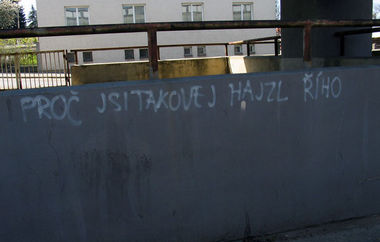 PROČ JSI TAKOVEJ HAJZL ŘÍHO